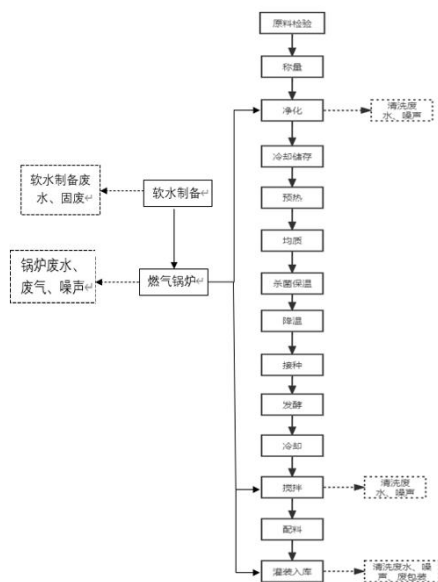 原料检验
称量
净化
清洗废
水、噪声
冷却储存
软水制备废
水、固废
软水制备
预热
均质
锅炉废水、
废气、噪声
燃气锅炉
杀菌保温
降温
接种
发酵
冷却
搅拌
清洗废
水、噪声
配料
灌装入库
清洗废水、噪
声、废包装